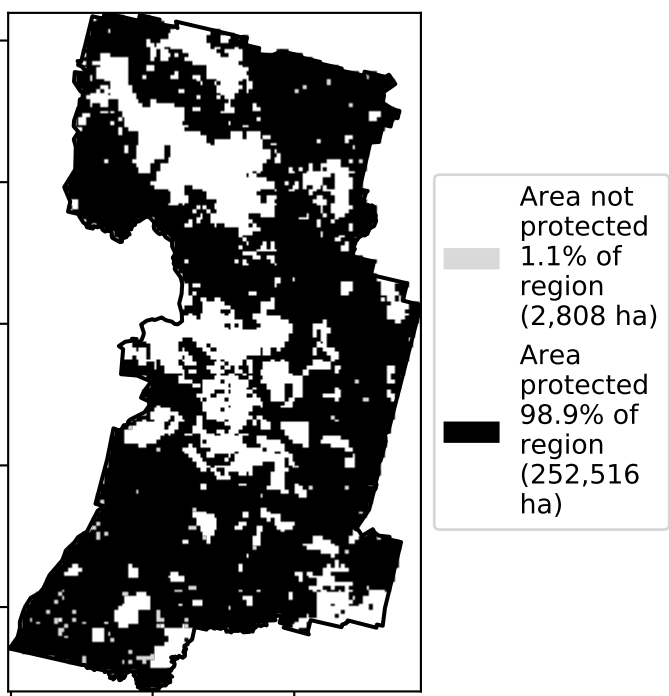 Area not
protected
1.1% of
region
(2,808 ha)
Area
protected
98.9% of
region
(252,516
ha)